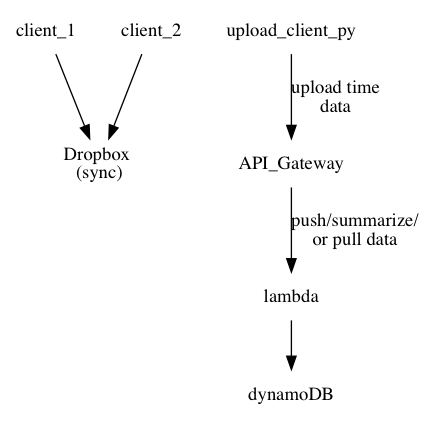 client_1
client_2
upload_client_py
upload time
data
Dropbox
(sync)
API_Gateway
push/summarize/
or pull data
lambda
dynamoDB